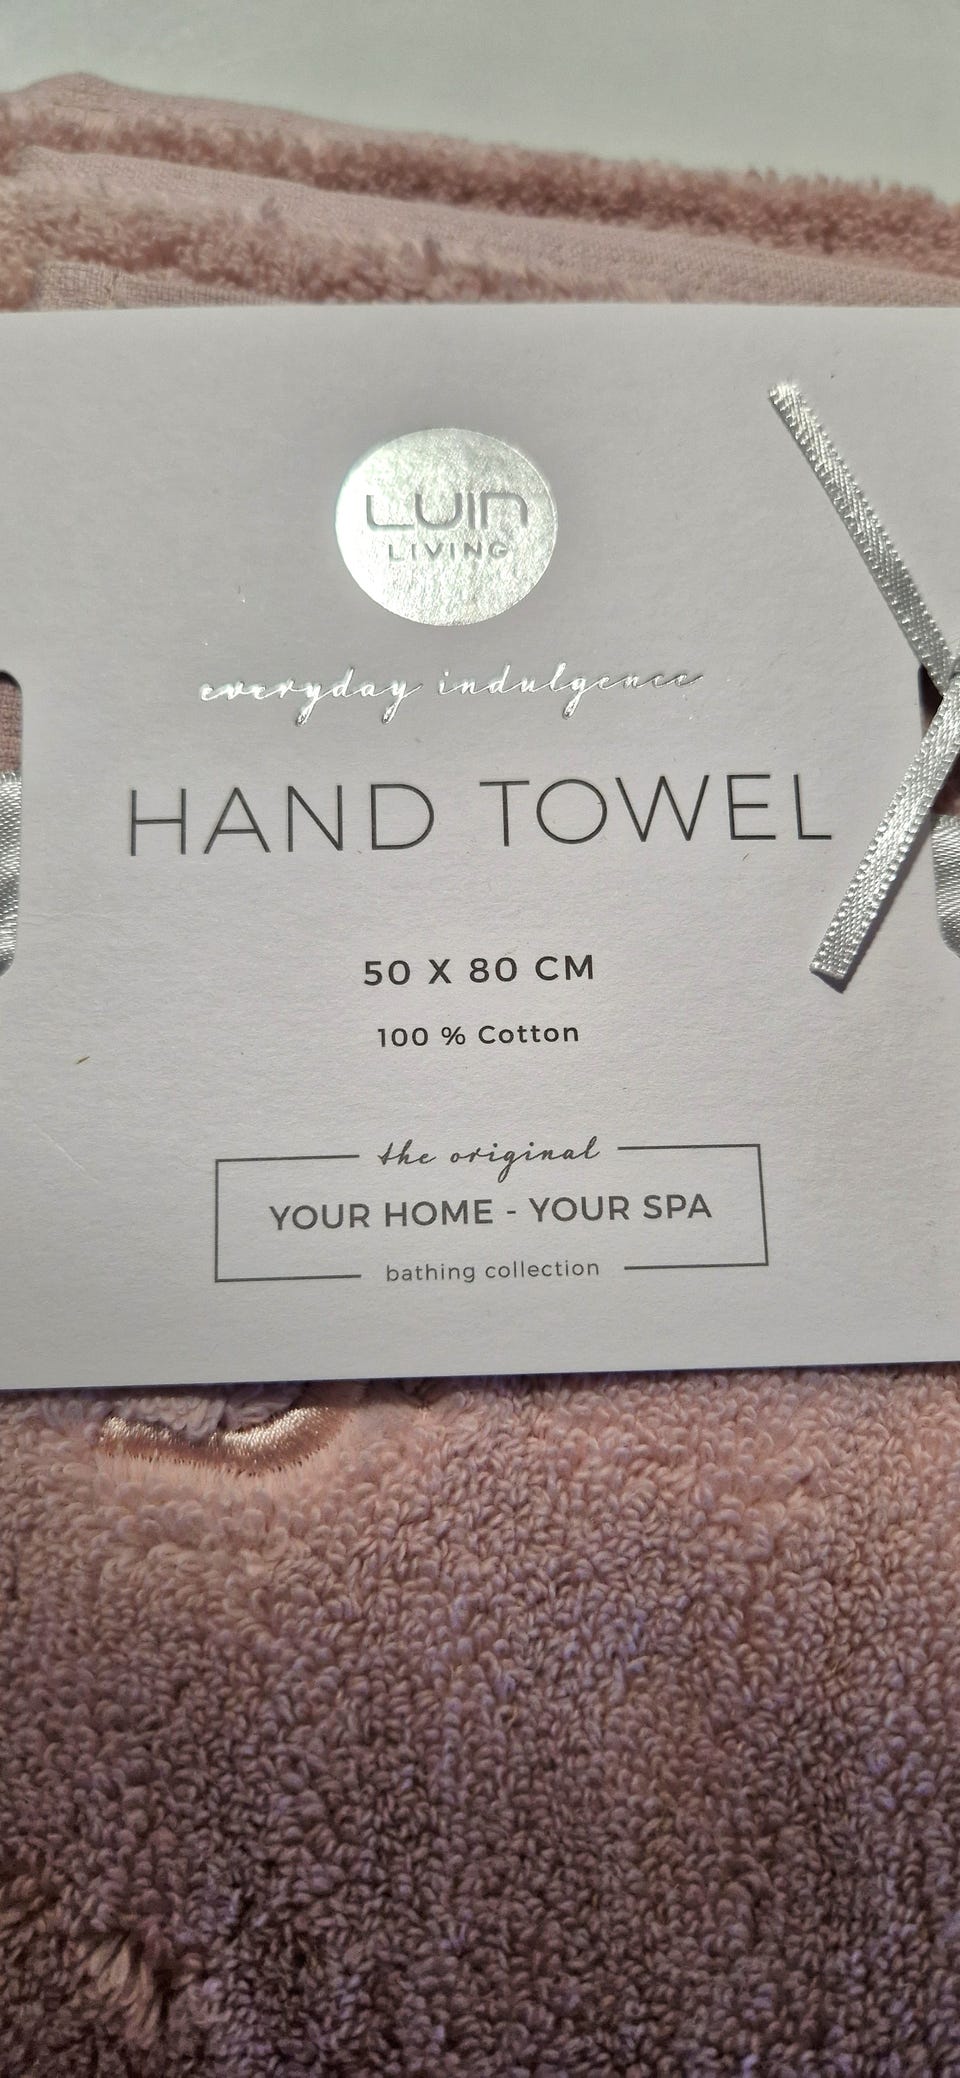 LUIN
LIVING
everyday indulgence
HAND TOWEL
50 X 80 CM
100 % Cotton
the original
YOUR HOME - YOUR SPA
bathing collection